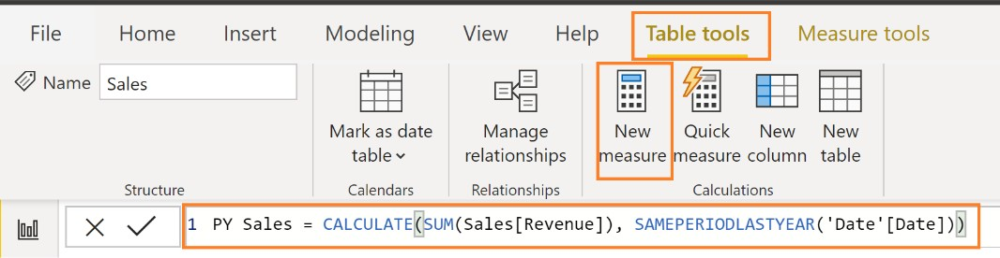 File Home Insert Modeling View Help Table tools Measure tools
Name Sales
Mark as date
table
Manage
relationships
New
measure
Quick
measure
New
column
New
table
Structure Calendars Relationships Calculations
1 PY Sales = CALCULATE(SUM(Sales[Revenue]), SAMEPERIODLASTYEAR('Date'[Date]))